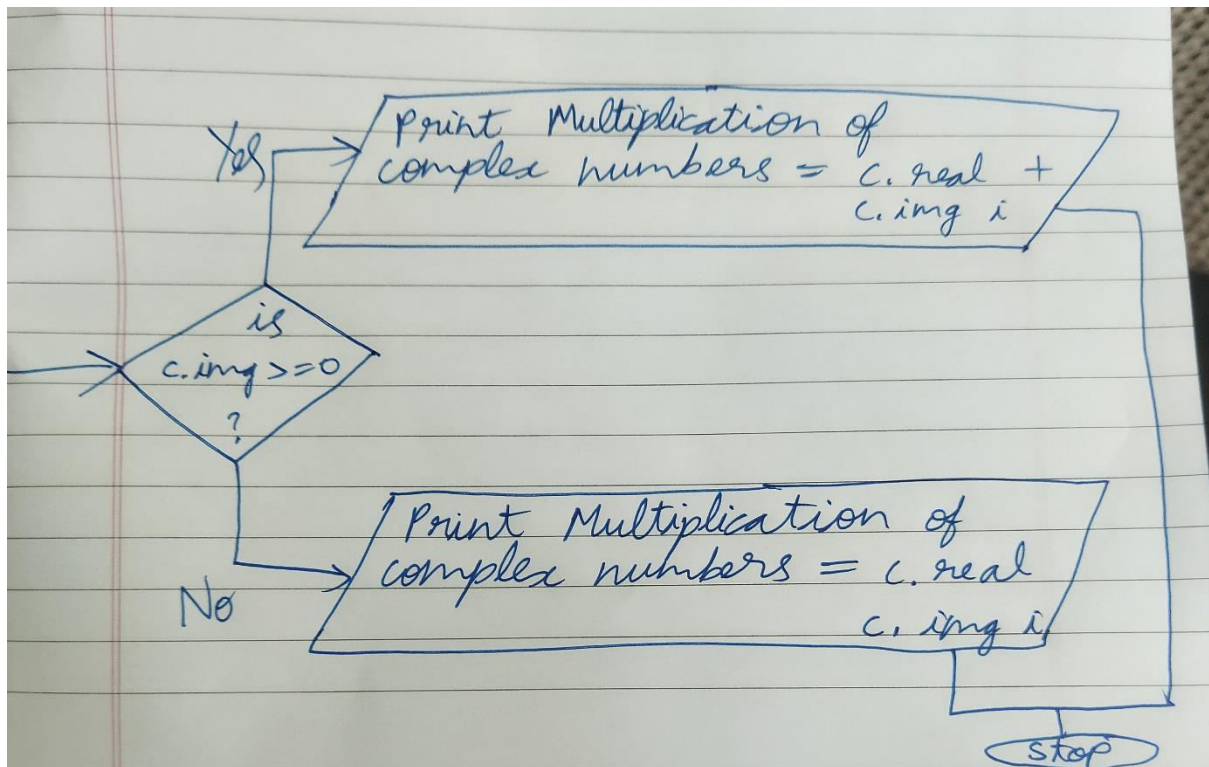 Yes
Print Multiplication of
complex numbers = c. real +
c. img i
is
c. img >= 0
?
No
Print Multiplication of
complex numbers = c. real
c. img i
stop